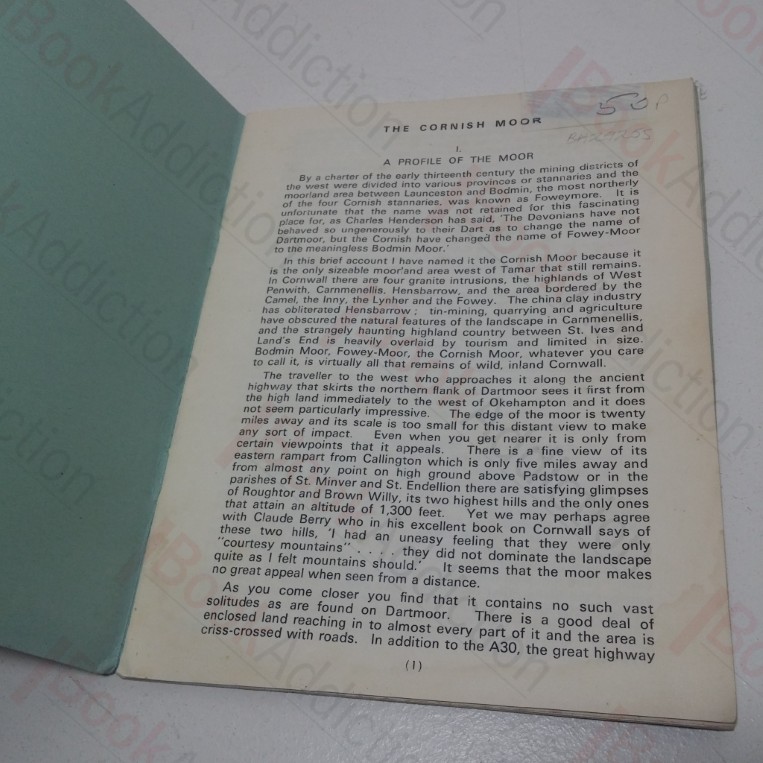 50P
THE CORNISH MOOR
I.
A PROFILE OF THE MOOR
By a charter of the early thirteenth century the mining districts of
the west were divided into various provinces or stannaries and the
moorland area between Launceston and Bodmin, the most northerly
of the four Cornish stannaries, was known as Foweymore. It is
unfortunate that the name was not retained for this fascinating
place for, as Charles Henderson has said, 'The Devonians have not
behaved so ungenerously to their Dart as to change the name of
Dartmoor, but the Cornish have changed the name of Fowey-Moor
to the meaningless Bodmin Moor.'
In this brief account I have named it the Cornish Moor because it
is the only sizeable moorland area west of Tamar that still remains.
In Cornwall there are four granite intrusions, the highlands of West
Penwith, Carnmenellis, Hensbarrow, and the area bordered by the
Camel, the Inny, the Lynher and the Fowey. The china clay industry
has obliterated Hensbarrow; tin-mining, quarrying and agriculture
have obscured the natural features of the landscape in Carnmenellis,
and the strangely haunting highland country between St. Ives and
Land's End is heavily overlaid by tourism and limited in size.
Bodmin Moor, Fowey-Moor, the Cornish Moor, whatever you care
to call it, is virtually all that remains of wild, inland Cornwall.
The traveller to the west who approaches it along the ancient
highway that skirts the northern flank of Dartmoor sees it first from
the high land immediately to the west of Okehampton and it does
not seem particularly impressive. The edge of the moor is twenty
miles away and its scale is too small for this distant view to make
any sort of impact. Even when you get nearer it is only from
certain viewpoints that it appeals. There is a fine view of its
eastern rampart from Callington which is only five miles away and
from almost any point on high ground above Padstow or in the
parishes of St. Minver and St. Endellion there are satisfying glimpses
of Roughtor and Brown Willy, its two highest hills and the only ones
that attain an altitude of 1,300 feet. Yet we may perhaps agree
with Claude Berry who in his excellent book on Cornwall says of
these two hills, 'I had an uneasy feeling that they were only
"courtesy mountains" . . . . they did not dominate the landscape
quite as I felt mountains should.' It seems that the moor makes
no great appeal when seen from a distance.
As you come closer you find that it contains no such vast
solitudes as are found on Dartmoor. There is a good deal of
enclosed land reaching in to almost every part of it and the area is
criss-crossed with roads. In addition to the A30, the great highway
(1)
BookAddiction